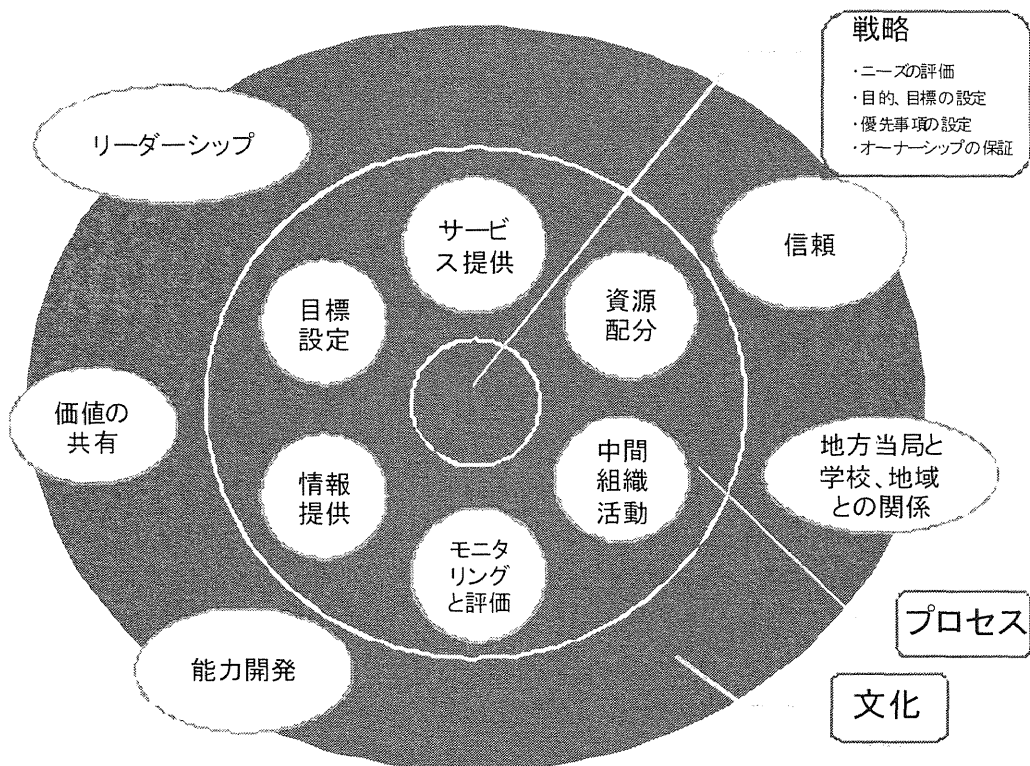 戦略
・ニーズの評価
・目的、目標の設定
・優先事項の設定
・オーナーシップの保証
リーダーシップ
信頼
サービ
ス提供
目標
設定
資源
配分
価値の
共有
中間
組織
活動
地方当局と
学校、地域
との関係
情報
提供
モニタ
リング
と評価
能力開発
プロセス
文化